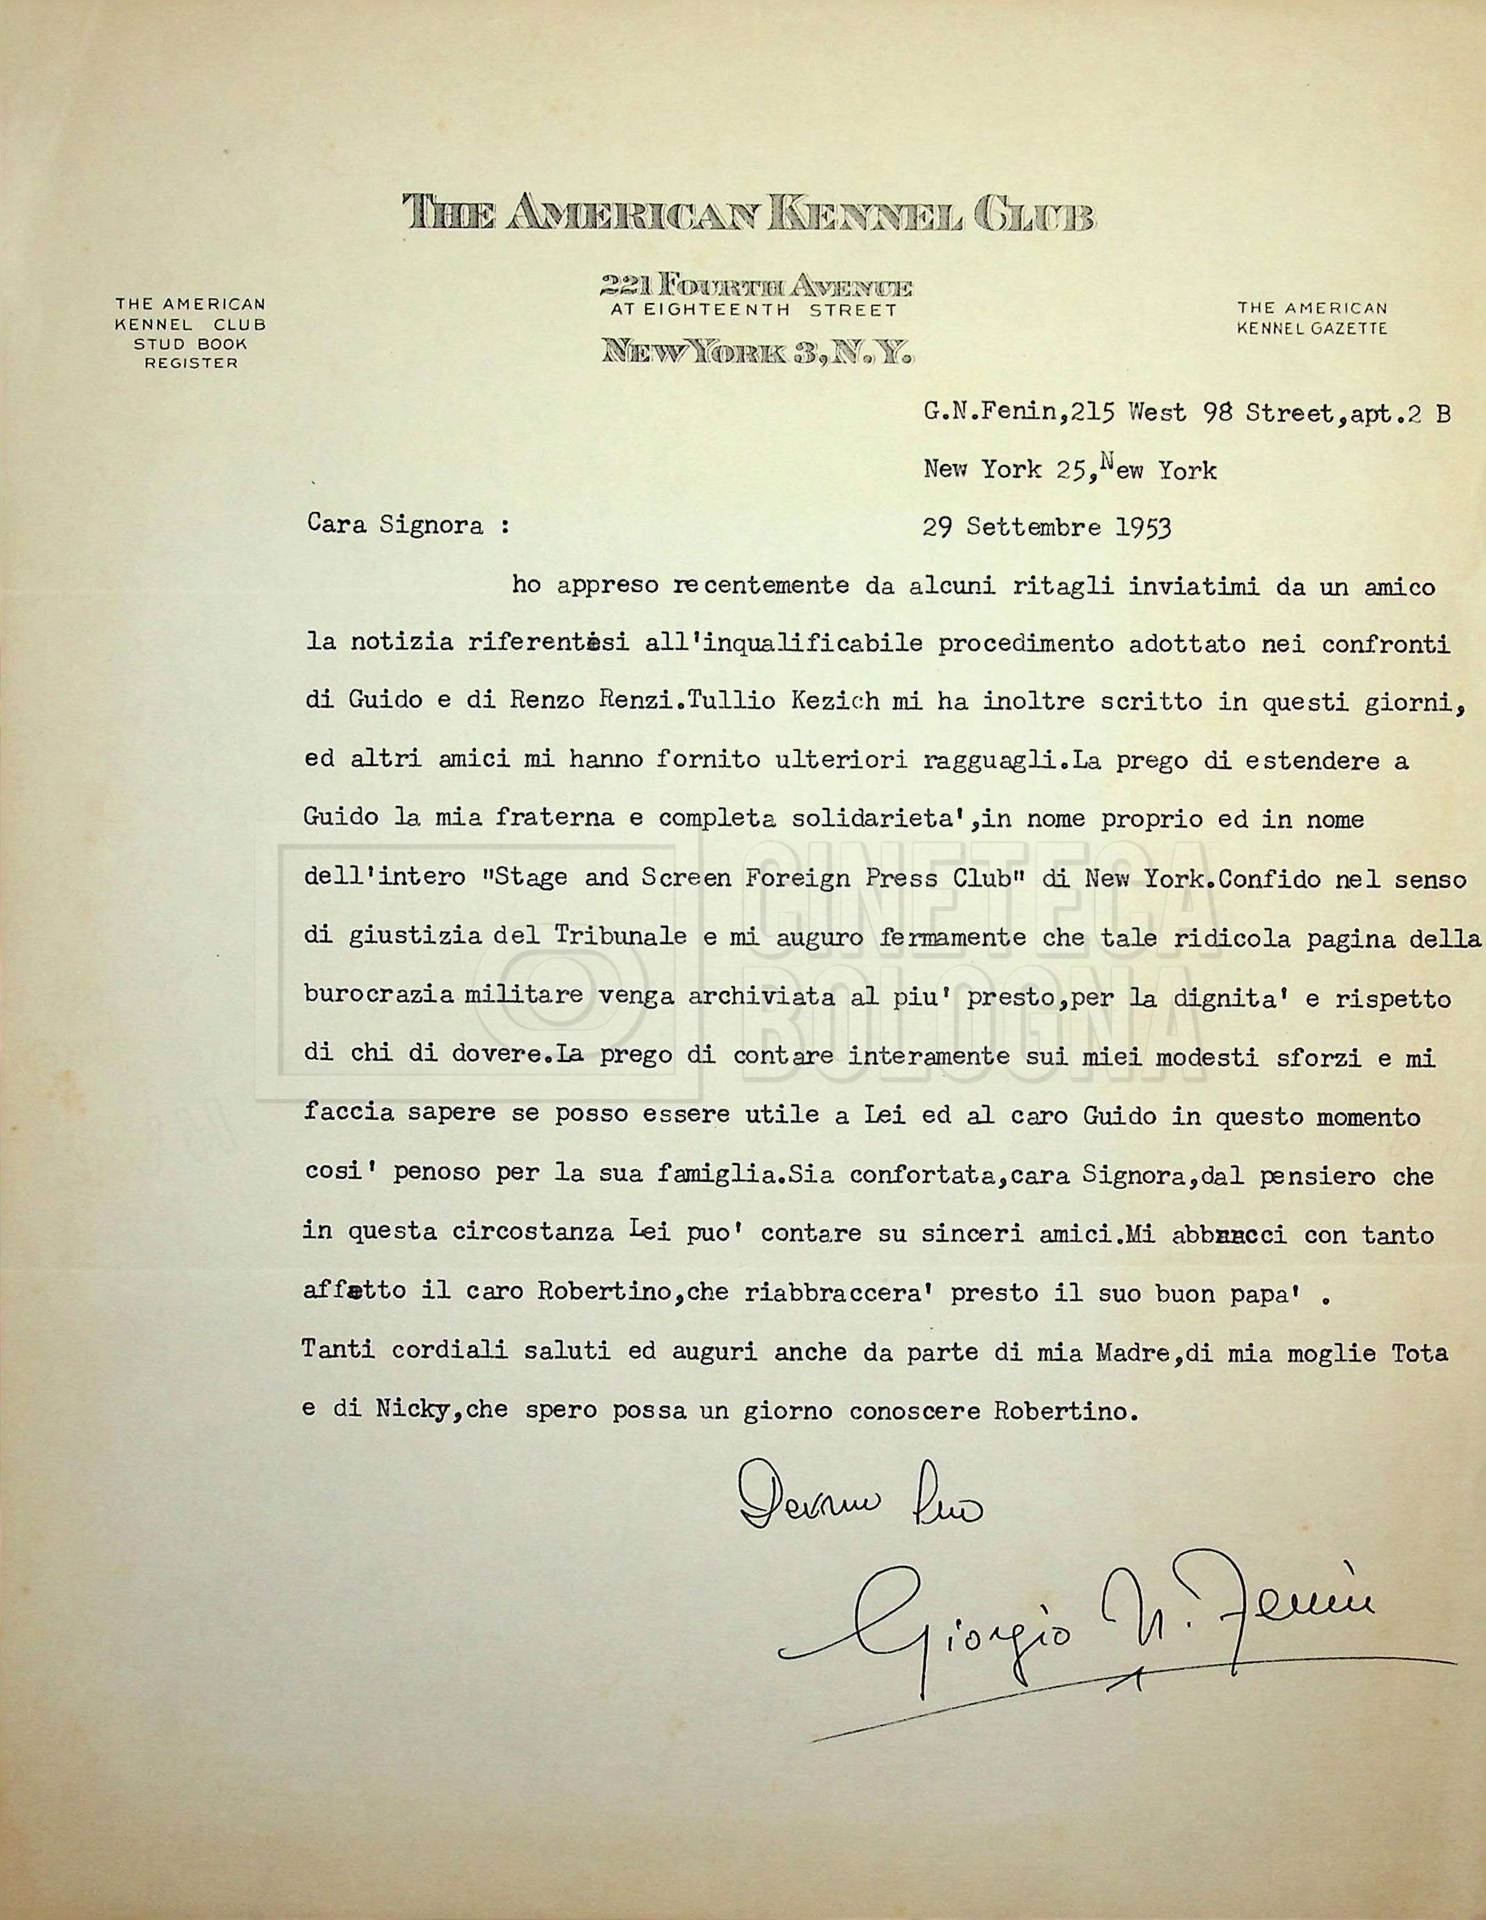 THE AMERICAN KENNEL CLUB
221 FOURTH AVENUE
AT EIGHTEENTH STREET
NEW YORK 3, N.Y.
THE AMERICAN
KENNEL CLUB
STUD BOOK
REGISTER
THE AMERICAN
KENNEL GAZETTE
G.N.Fenin,215 West 98 Street,apt.2 B
New York 25,New York
Cara Signora :
29 Settembre 1953
ho appreso recentemente da alcuni ritagli inviatimi da un amico
la notizia riferentesi all'inqualificabile procedimento adottato nei confronti
di Guido e di Renzo Renzi.Tullio Kezich mi ha inoltre scritto in questi giorni,
ed altri amici mi hanno fornito ulteriori ragguagli.La prego di estendere a
Guido la mia fraterna e completa solidarieta',in nome proprio ed in nome
dell'intero "Stage and Screen Foreign Press Club" di New York.Confido nel senso
di giustizia del Tribunale e mi auguro fermamente che tale ridicola pagina della
burocrazia militare venga archiviata al piu' presto,per la dignita' e rispetto
di chi di dovere.La prego di contare interamente sui miei modesti sforzi e mi
faccia sapere se posso essere utile a Lei ed al caro Guido in questo momento
cosi' penoso per la sua famiglia.Sia confortata,cara Signora,dal pensiero che
in questa circostanza Lei puo' contare su sinceri amici.Mi abbracci con tanto
affetto il caro Robertino,che riabbraccera' presto il suo buon papa' .
Tanti cordiali saluti ed auguri anche da parte di mia Madre,di mia moglie Tota
e di Nicky,che spero possa un giorno conoscere Robertino.
Devmo Suo
Giorgio N. Fenin
CINETECA
BOLOGNA